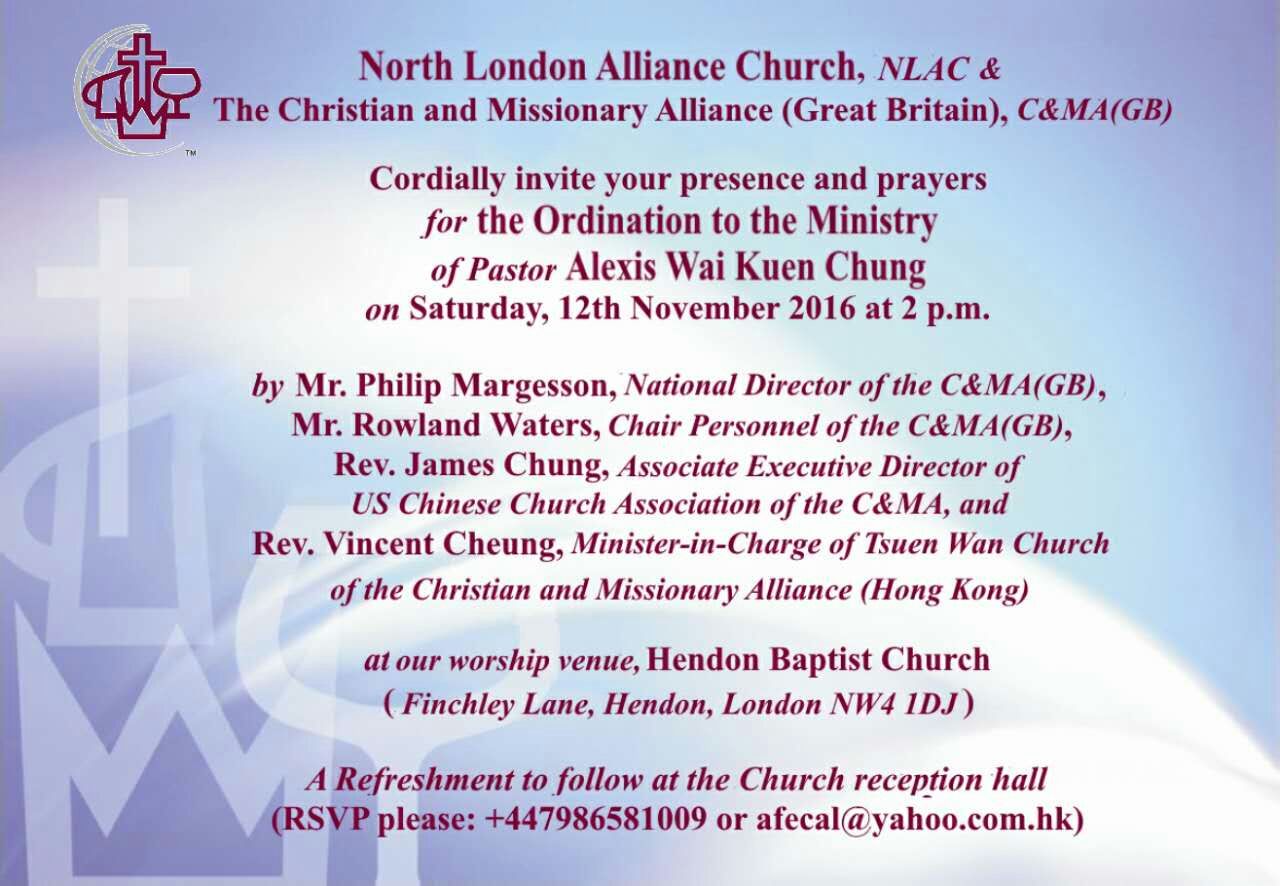 North London Alliance Church, NLAC &
The Christian and Missionary Alliance (Great Britain), C&MA(GB)
Cordially invite your presence and prayers
for the Ordination to the Ministry
of Pastor Alexis Wai Kuen Chung
on Saturday, 12th November 2016 at 2 p.m.
by Mr. Philip Margesson, National Director of the C&MA(GB),
Mr. Rowland Waters, Chair Personnel of the C&MA(GB),
Rev. James Chung, Associate Executive Director of
US Chinese Church Association of the C&MA, and
Rev. Vincent Cheung, Minister-in-Charge of Tsuen Wan Church
of the Christian and Missionary Alliance (Hong Kong)
at our worship venue, Hendon Baptist Church
( Finchley Lane, Hendon, London NW4 1DJ )
A Refreshment to follow at the Church reception hall
(RSVP please: +447986581009 or afecal@yahoo.com.hk)
TM